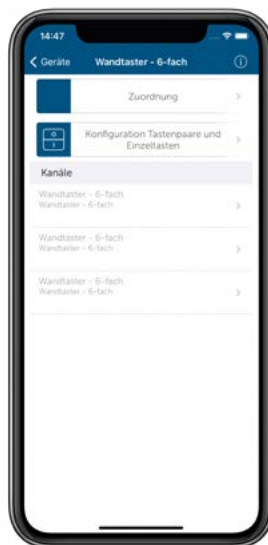 14:47
Geräte
Wandtaster - 6-fach
Zuordnung
Konfiguration Tastenpaare und
Einzeltasten
Kanäle
Wandtaster - 6-fach
Wandtaster - 6-fach
Wandtaster - 6-fach
Wandtaster - 6-fach
Wandtaster - 6-fach
Wandtaster - 6-fach